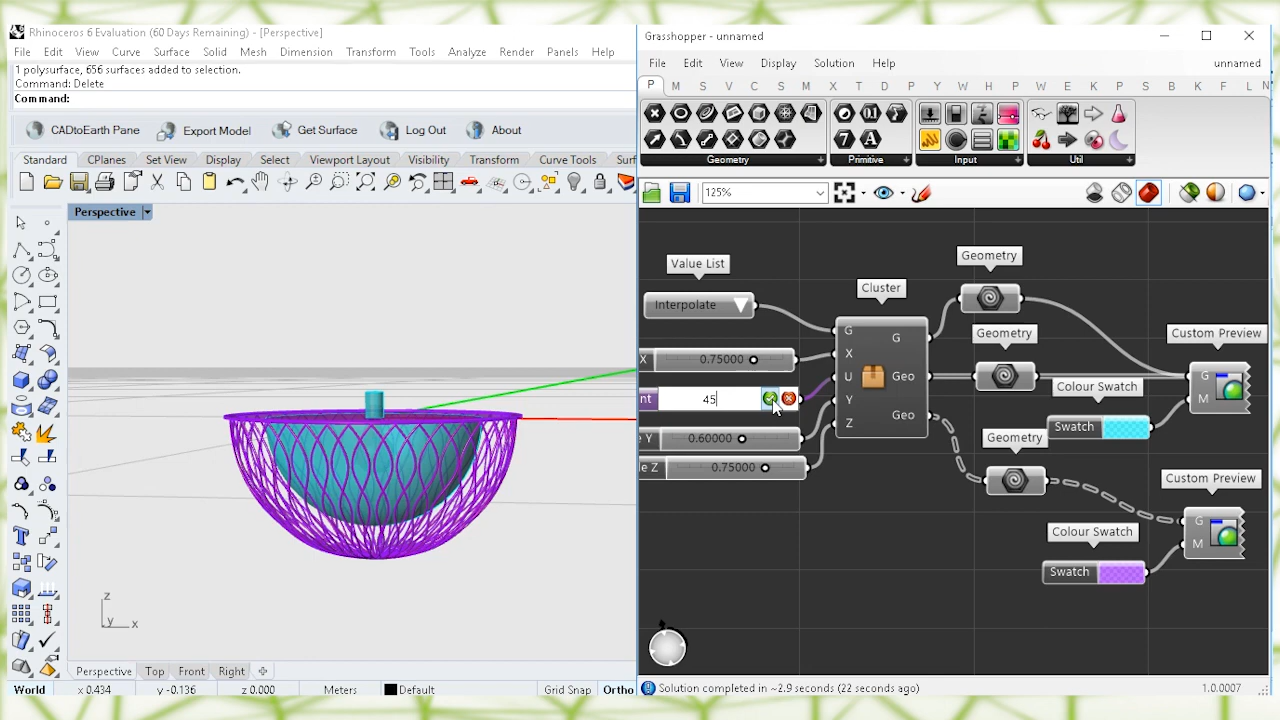 Rhinoceros 6 Evaluation (60 Days Remaining) - [Perspective]
File Edit View Curve Surface Solid Mesh Dimension Transform Tools Analyze Render Panels Help
1 polysurface, 656 surfaces added to selection.
Command: Delete
Command:
CADtoEarth Pane Export Model Get Surface Log Out About
Standard CPlanes Set View Display Select Viewport Layout Visibility Transform Curve Tools Surf
Perspective
z
y x
Perspective Top Front Right
World x 0.434 y -0.136 z 0.000 Meters Default Grid Snap Ortho
Grasshopper - unnamed
File Edit View Display Solution Help unnamed
P M S V C S M X T D P Y W X P W E K P S D B K F L N
Geometry Primitive Input Util
125%
Value List
Interpolate
Cluster
G
X
U
Y
Z
G
Geo
Geo
X 0.75000
nt 45
e Y 0.60000
le Z 0.75000
Geometry
Geometry
Geometry
Custom Preview
G
M
Colour Swatch
Swatch
Custom Preview
G
M
Colour Swatch
Swatch
Solution completed in ~2.9 seconds (22 seconds ago) 1.0.0007